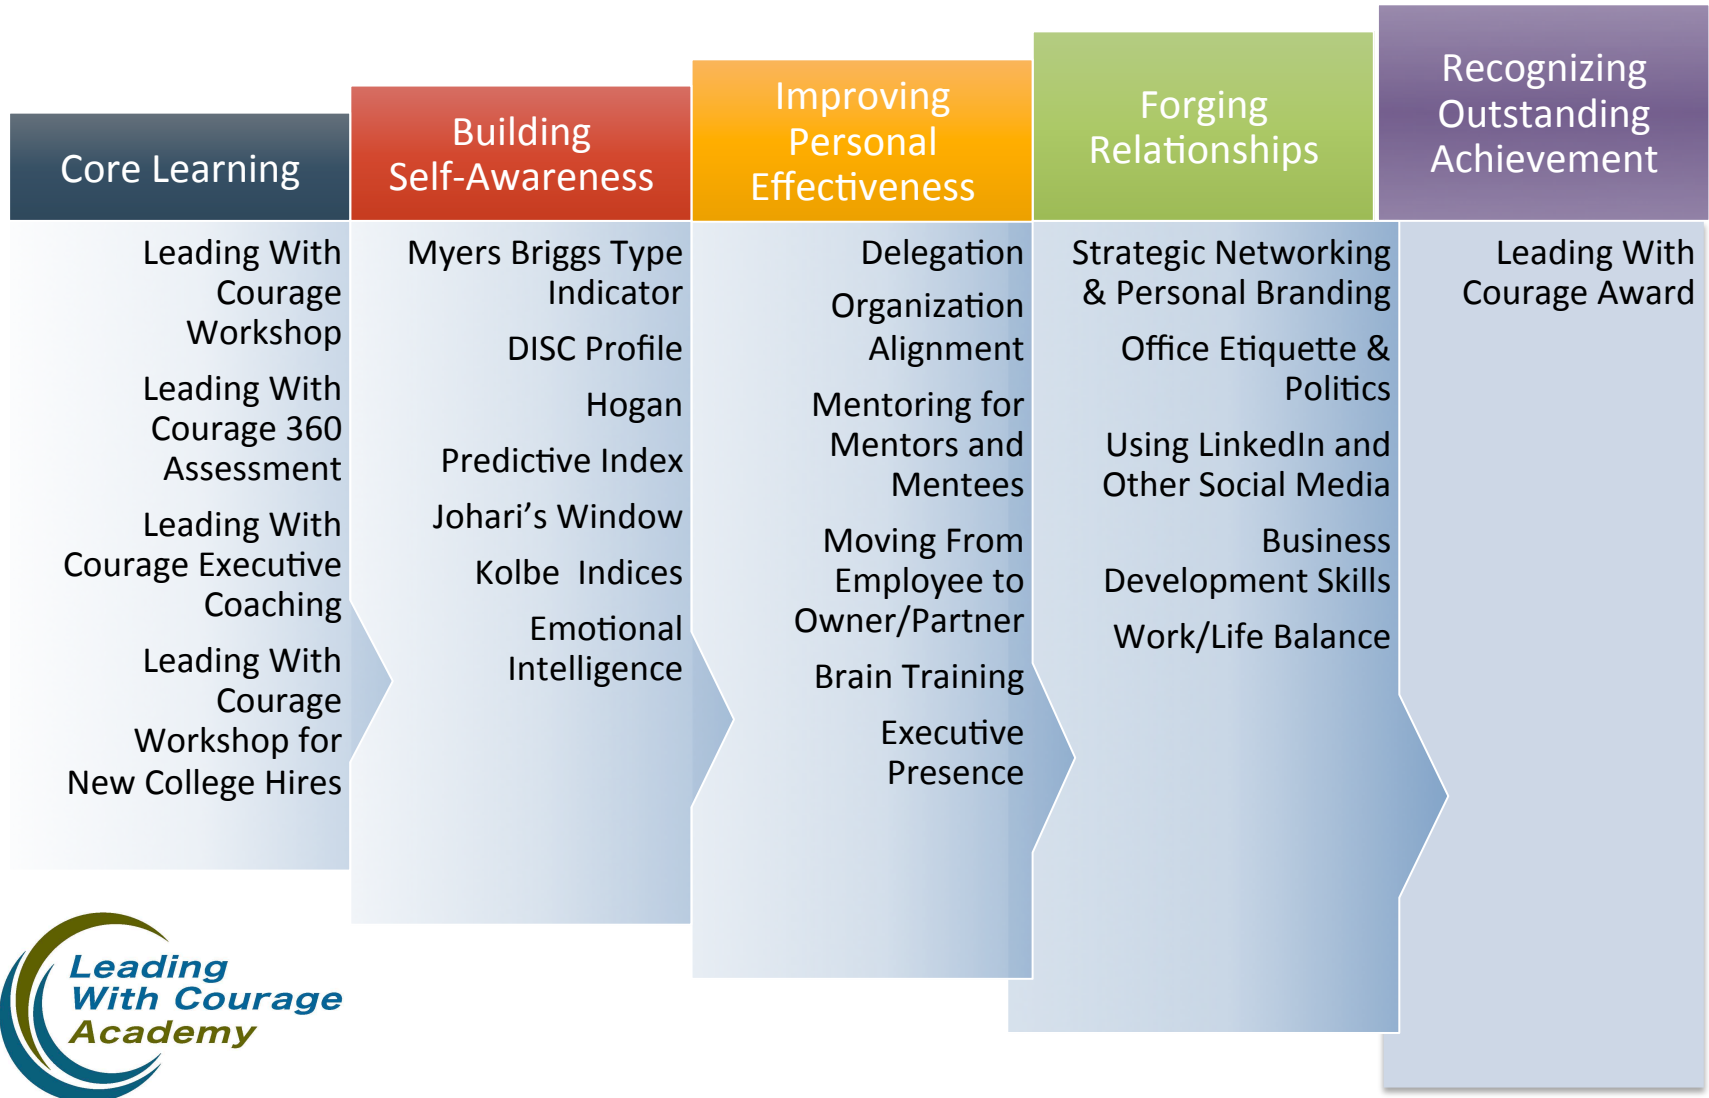 Core Learning
Leading With
Courage
Workshop
Leading With
Courage 360
Assessment
Leading With
Courage Executive
Coaching
Leading With
Courage
Workshop for
New College Hires
Building
Self-Awareness
Myers Briggs Type
Indicator
DISC Profile
Hogan
Predictive Index
Johari’s Window
Kolbe  Indices
Emotional
Intelligence
Improving
Personal
Effectiveness
Delegation
Organization
Alignment
Mentoring for
Mentors and
Mentees
Moving From
Employee to
Owner/Partner
Brain Training
Executive
Presence
Forging
Relationships
Strategic Networking
& Personal Branding
Office Etiquette &
Politics
Using LinkedIn and
Other Social Media
Business
Development Skills
Work/Life Balance
Recognizing
Outstanding
Achievement
Leading With
Courage Award
Leading
With Courage
Academy